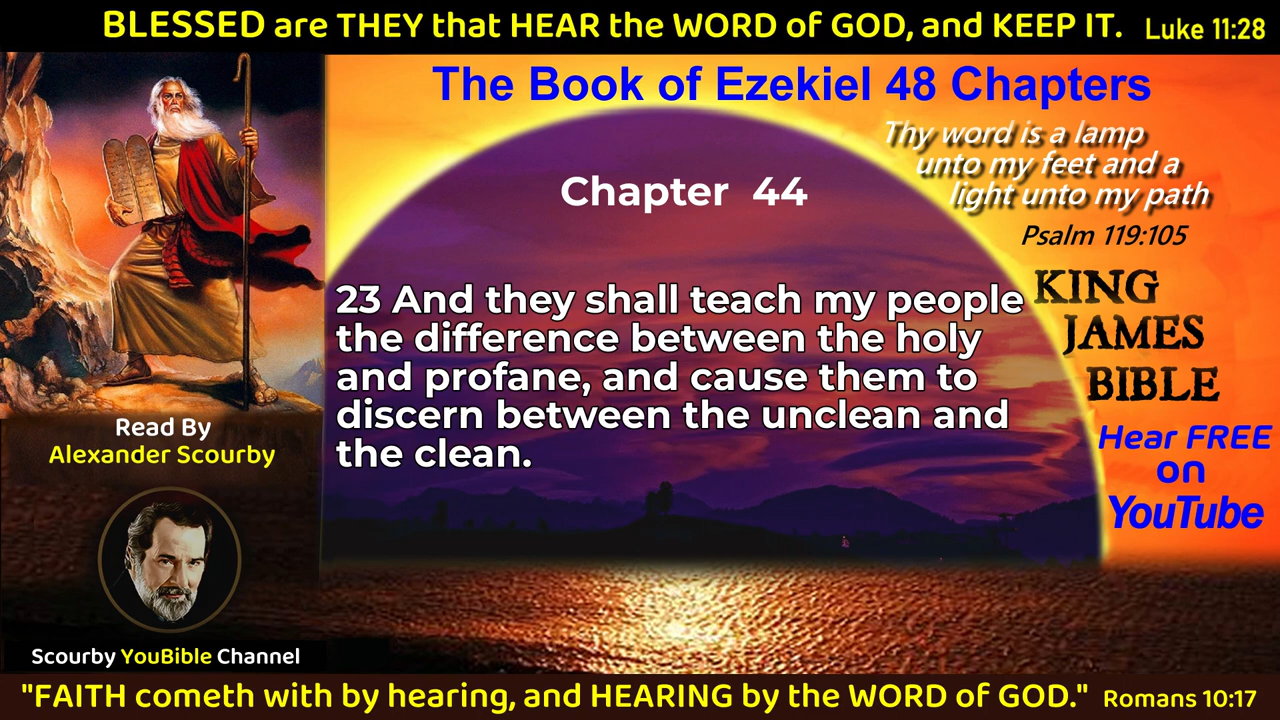 BLESSED are THEY that HEAR the WORD of GOD, and KEEP IT. Luke 11:28
The Book of Ezekiel 48 Chapters
Thy word is a lamp
unto my feet and a
light unto my path
Psalm 119:105
Chapter 44
23 And they shall teach my people
the difference between the holy
and profane, and cause them to
discern between the unclean and
the clean.
KING
JAMES
BIBLE
Hear FREE
on
YouTube
Read By
Alexander Scourby
Scourby YouBible Channel
"FAITH cometh with by hearing, and HEARING by the WORD of GOD." Romans 10:17